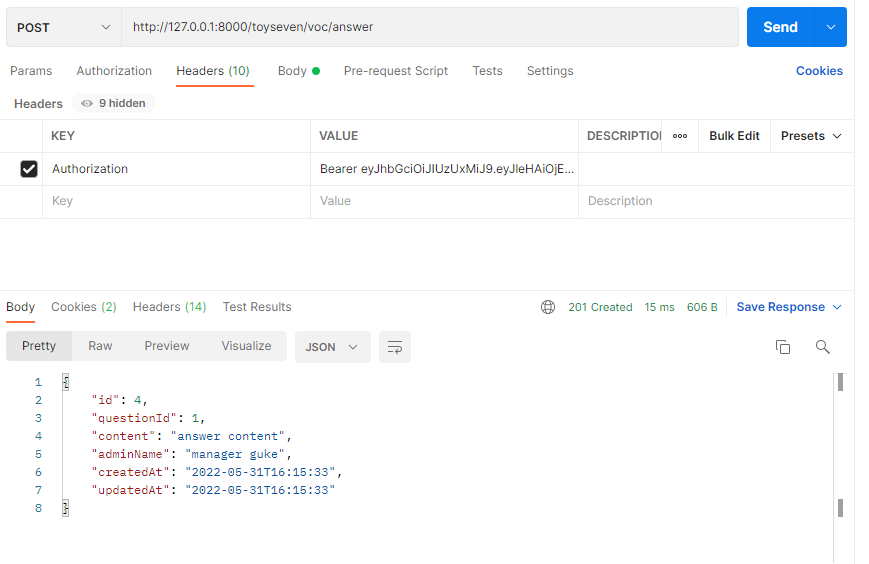 POST http://127.0.0.1:8000/toyseven/voc/answer Send
Params Authorization Headers (10) Body Pre-request Script Tests Settings Cookies
Headers 9 hidden
KEY VALUE DESCRIPTION Bulk Edit Presets
Authorization Bearer eyJhbGciOiJIUzUxMiJ9.eyJleHAiOjE...
Key Value Description
Body Cookies (2) Headers (14) Test Results 201 Created 15 ms 606 B Save Response
Pretty Raw Preview Visualize JSON
1 {
2 "id": 4,
3 "questionId": 1,
4 "content": "answer content",
5 "adminName": "manager guke",
6 "createdAt": "2022-05-31T16:15:33",
7 "updatedAt": "2022-05-31T16:15:33"
8 }